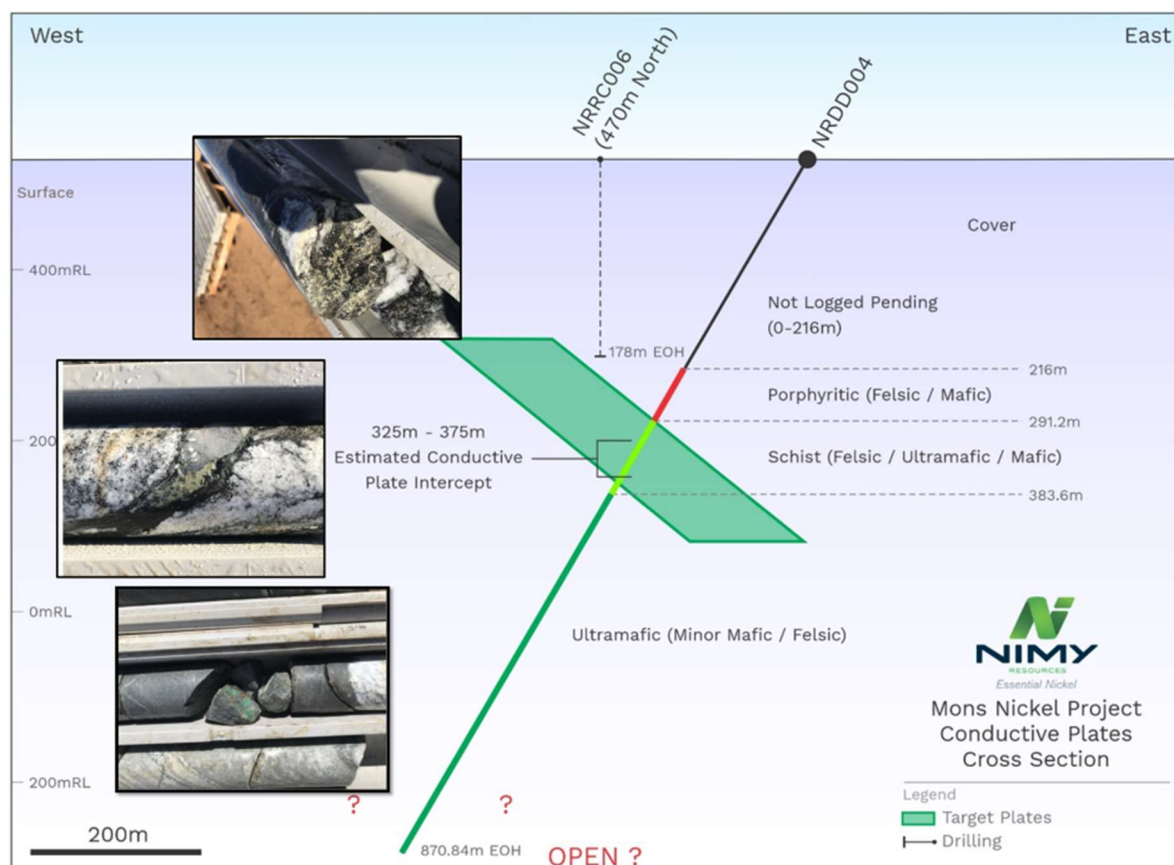 West
East
NRRC006
(470m North)
NRDD004
Surface
Cover
400mRL
Not Logged Pending
(0-216m)
178m EOH
216m
Porphyritic (Felsic / Mafic)
291.2m
325m - 375m
Estimated Conductive
Plate Intercept
200
Schist (Felsic / Ultramafic / Mafic)
383.6m
0mRL
Ultramafic (Minor Mafic / Felsic)
NIMY
RESOURCES
Essential Nickel
Mons Nickel Project
Conductive Plates
Cross Section
200mRL
Legend
Target Plates
Drilling
? ?
200m
870.84m EOH
OPEN ?